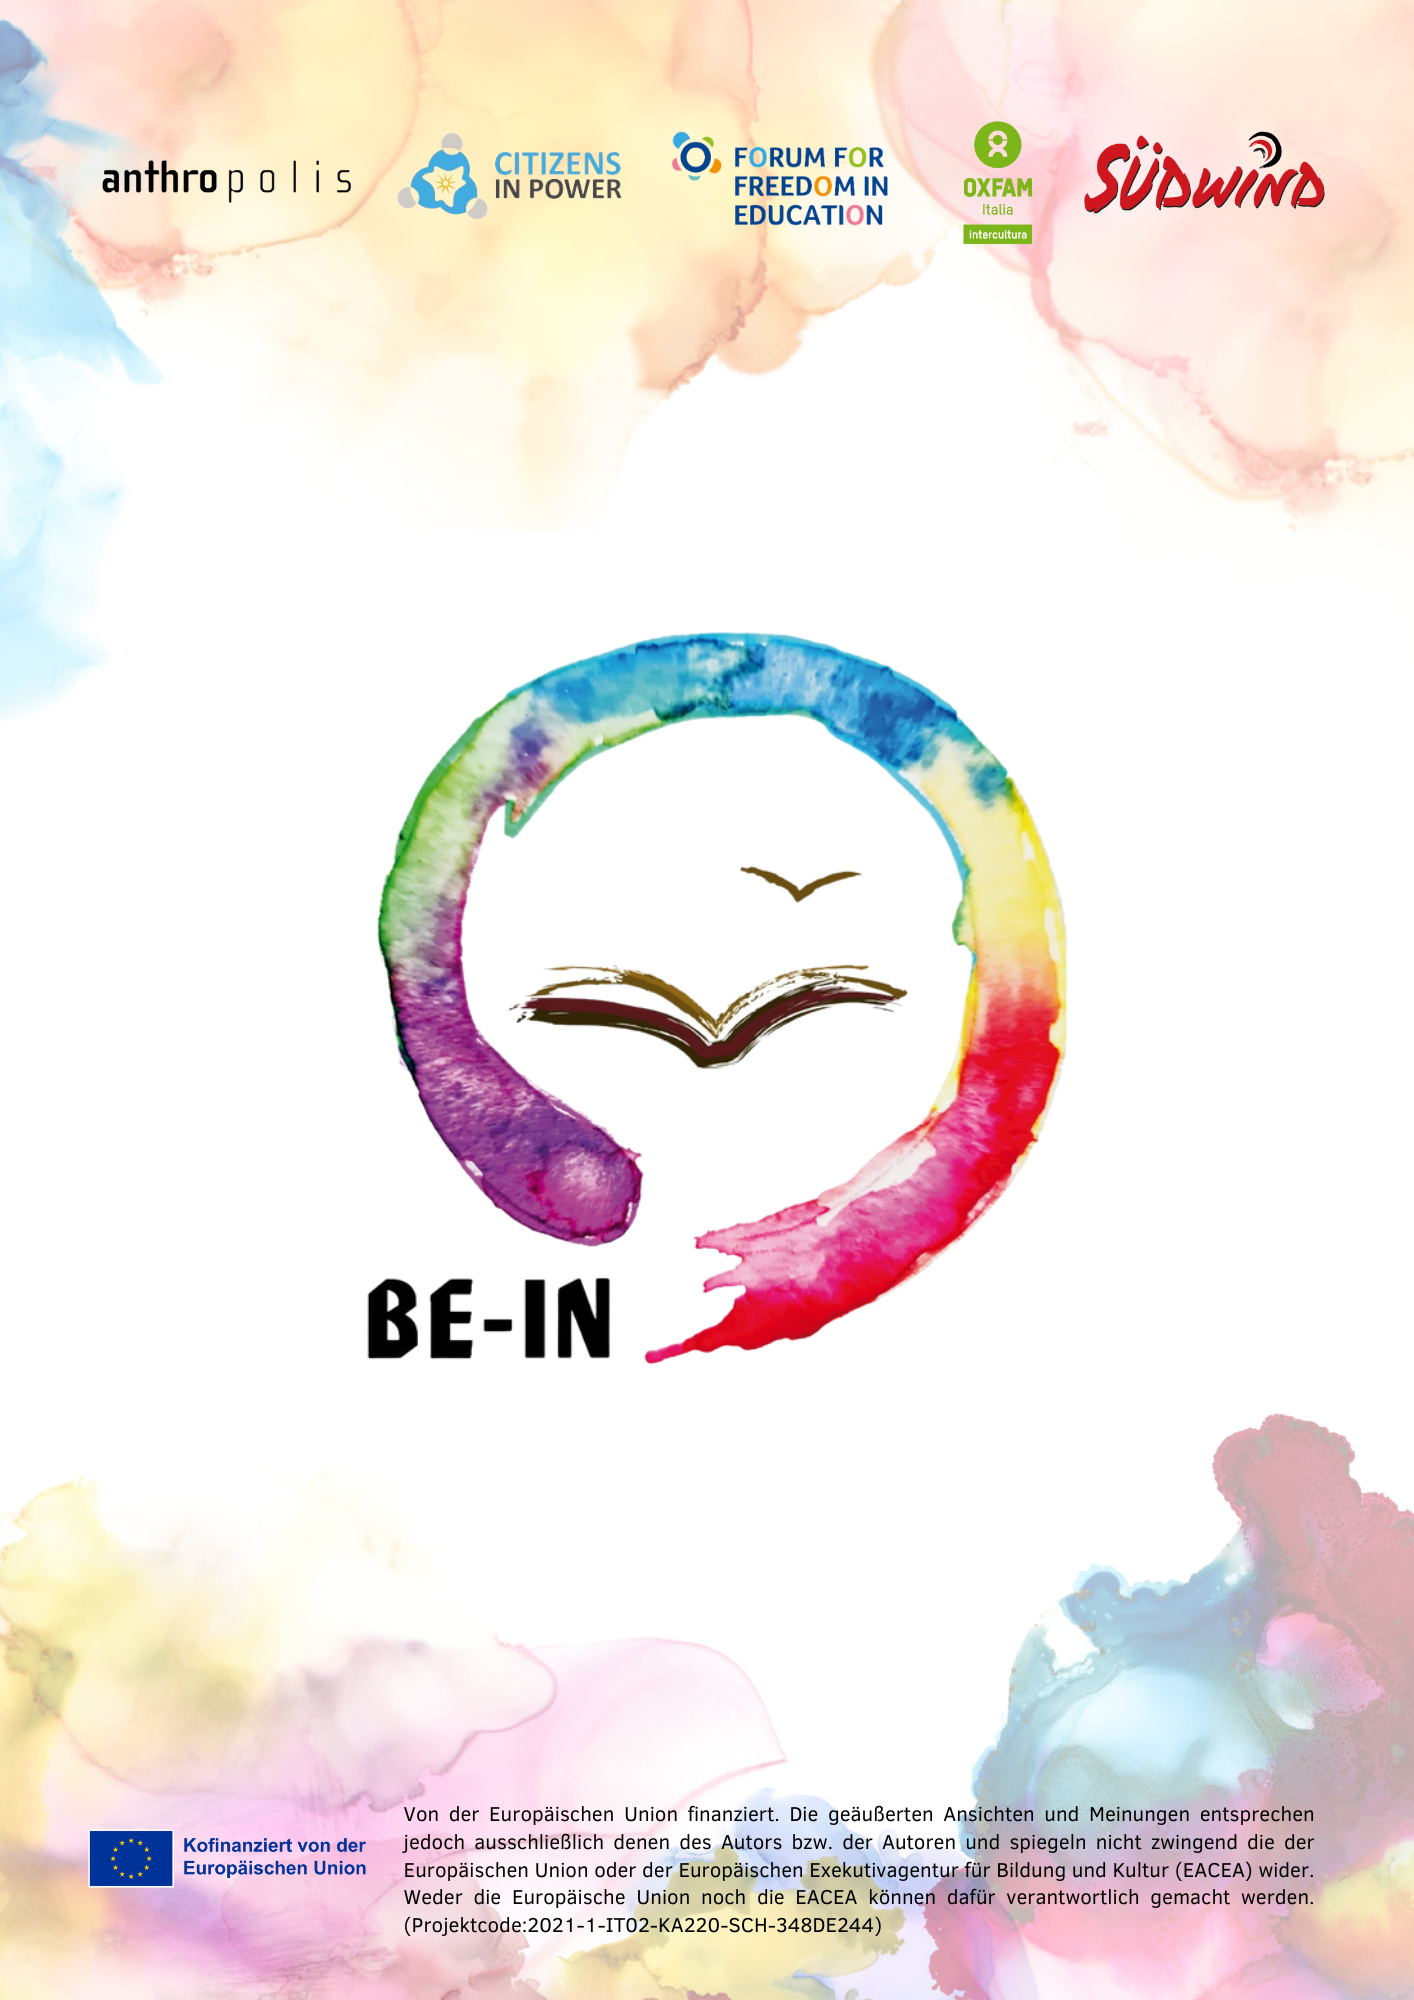 anthropolis
CITIZENS
IN POWER
FORUM FOR
FREEDOM IN
EDUCATION
OXFAM
Italia
intercultura
SÜDWIND
BE-IN
Kofinanziert von der
Europäischen Union
Von der Europäischen Union finanziert. Die geäußerten Ansichten und Meinungen entsprechen
jedoch ausschließlich denen des Autors bzw. der Autoren und spiegeln nicht zwingend die der
Europäischen Union oder der Europäischen Exekutivagentur für Bildung und Kultur (EACEA) wider.
Weder die Europäische Union noch die EACEA können dafür verantwortlich gemacht werden.
(Projektcode:2021-1-IT02-KA220-SCH-348DE244)